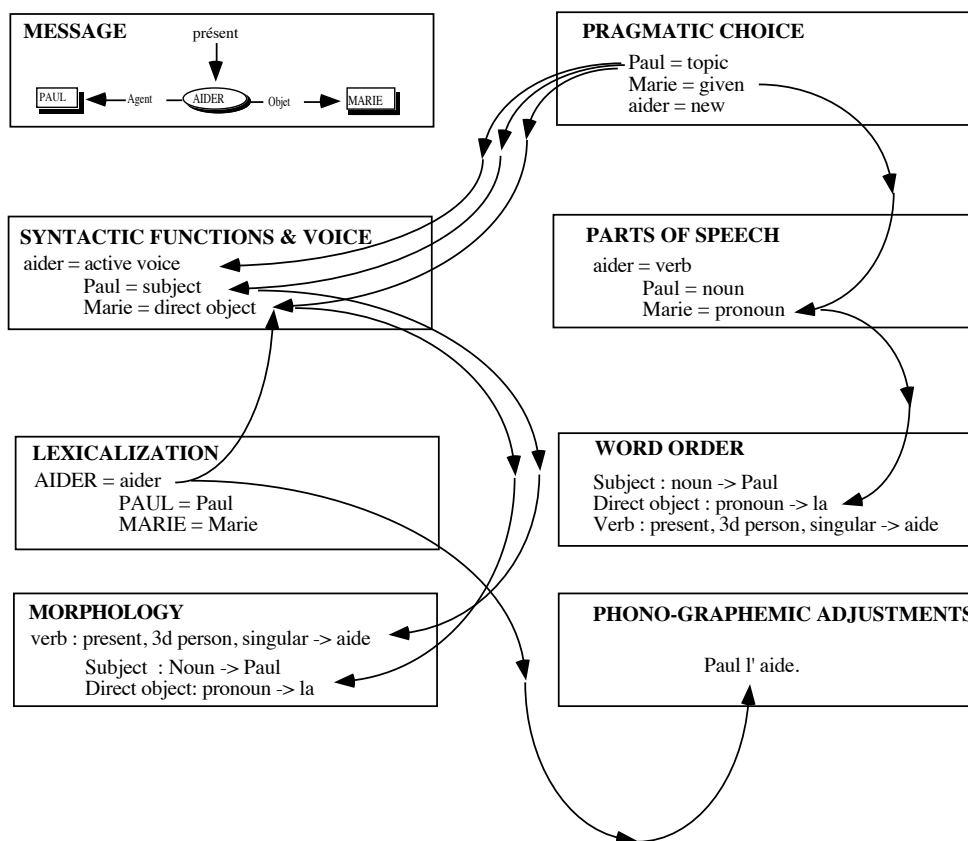 MESSAGE
présent
PAUL
Agent
AIDER
Objet
MARIE
PRAGMATIC CHOICE
Paul = topic
Marie = given
aider = new
SYNTACTIC FUNCTIONS & VOICE
aider = active voice
Paul = subject
Marie = direct object
PARTS OF SPEECH
aider = verb
Paul = noun
Marie = pronoun
LEXICALIZATION
AIDER = aider
PAUL = Paul
MARIE = Marie
WORD ORDER
Subject : noun -> Paul
Direct object : pronoun -> la
Verb : present, 3d person, singular -> aide
MORPHOLOGY
verb : present, 3d person, singular -> aide
Subject : Noun -> Paul
Direct object: pronoun -> la
PHONO-GRAPHEMIC ADJUSTMENTS
Paul l' aide.